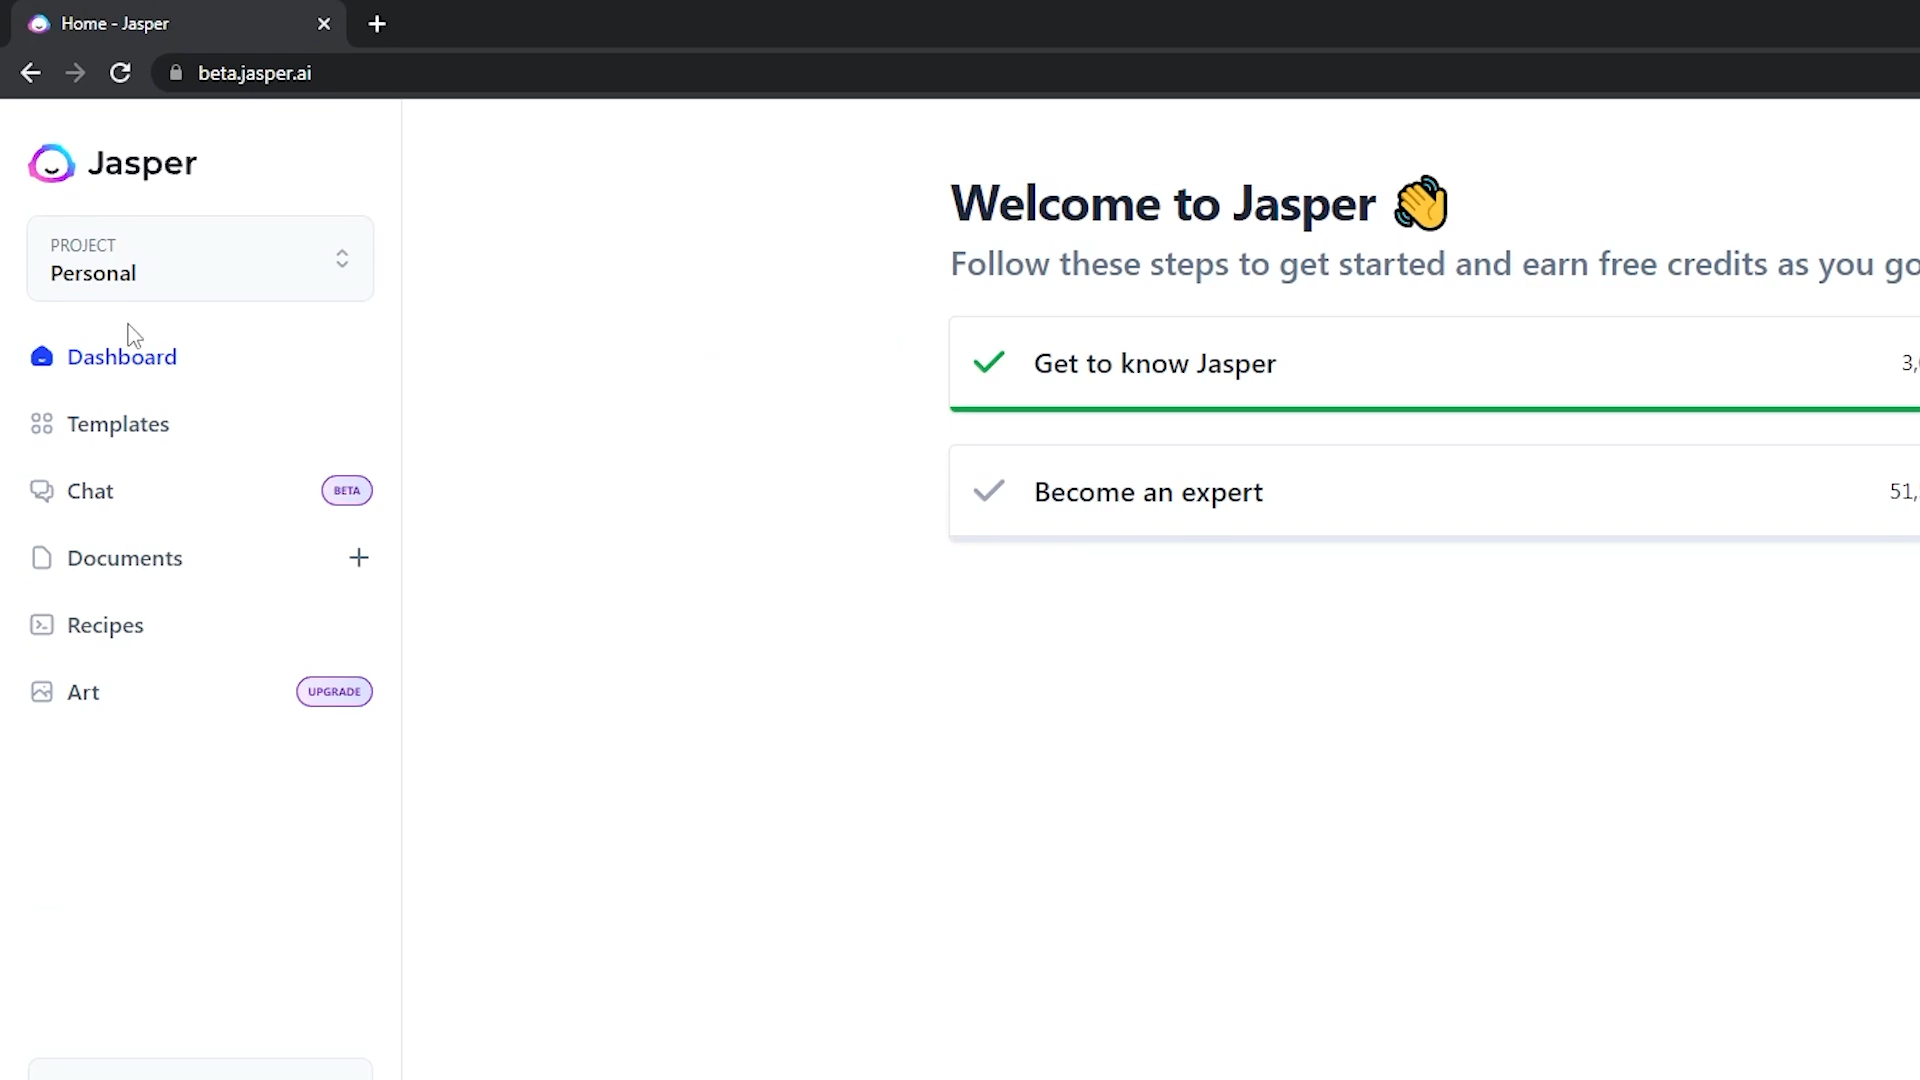 Home - Jasper
beta.jasper.ai
Jasper
PROJECT
Personal
Dashboard
Templates
Chat
BETA
Documents
Recipes
Art
UPGRADE
Welcome to Jasper 👋
Follow these steps to get started and earn free credits as you go
Get to know Jasper
Become an expert